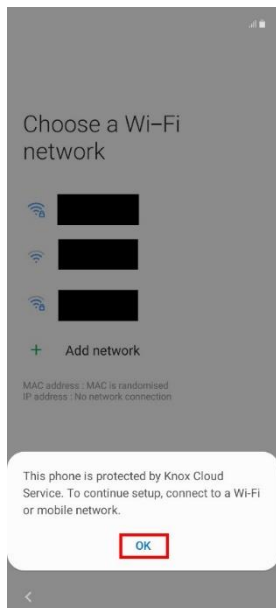 Choose a Wi-Fi
network
+ Add network
MAC address : MAC is randomised
IP address : No network connection
This phone is protected by Knox Cloud
Service. To continue setup, connect to a Wi-Fi
or mobile network.
OK